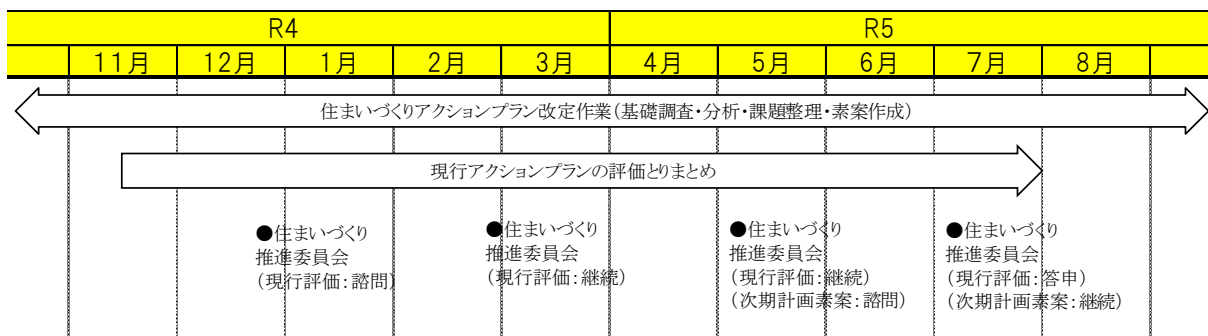 R4 R5
11月 12月 1月 2月 3月 4月 5月 6月 7月 8月
住まいづくりアクションプラン改定作業(基礎調査・分析・課題整理・素案作成)
現行アクションプランの評価とりまとめ
●住まいづくり
推進委員会
(現行評価:諮問)
●住まいづくり
推進委員会
(現行評価:継続)
●住まいづくり
推進委員会
(現行評価:継続)
(次期計画素案:諮問)
●住まいづくり
推進委員会
(現行評価:答申)
(次期計画素案:継続)